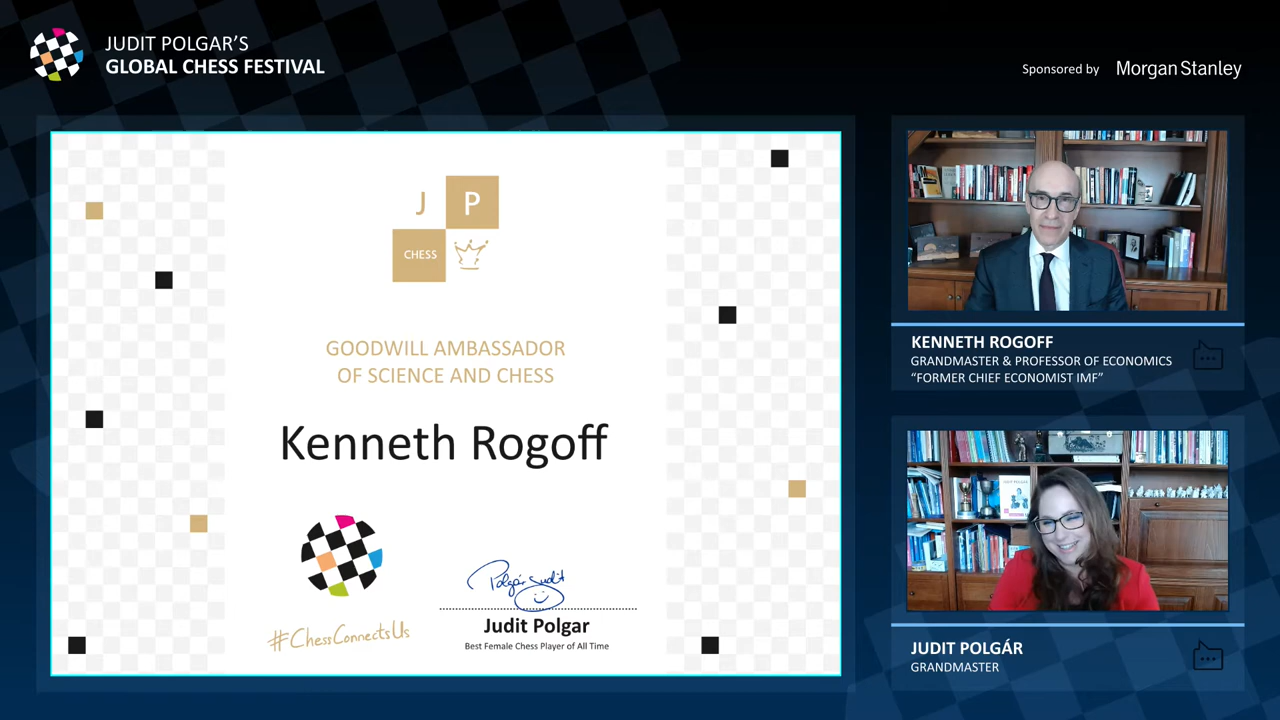 JUDIT POLGAR'S
GLOBAL CHESS FESTIVAL
Sponsored by Morgan Stanley
J P
CHESS
GOODWILL AMBASSADOR
OF SCIENCE AND CHESS
Kenneth Rogoff
#ChessConnectsUs
Polgár Judit
Judit Polgar
Best Female Chess Player of All Time
KENNETH ROGOFF
GRANDMASTER & PROFESSOR OF ECONOMICS
“FORMER CHIEF ECONOMIST IMF”
JUDIT POLGÁR
GRANDMASTER